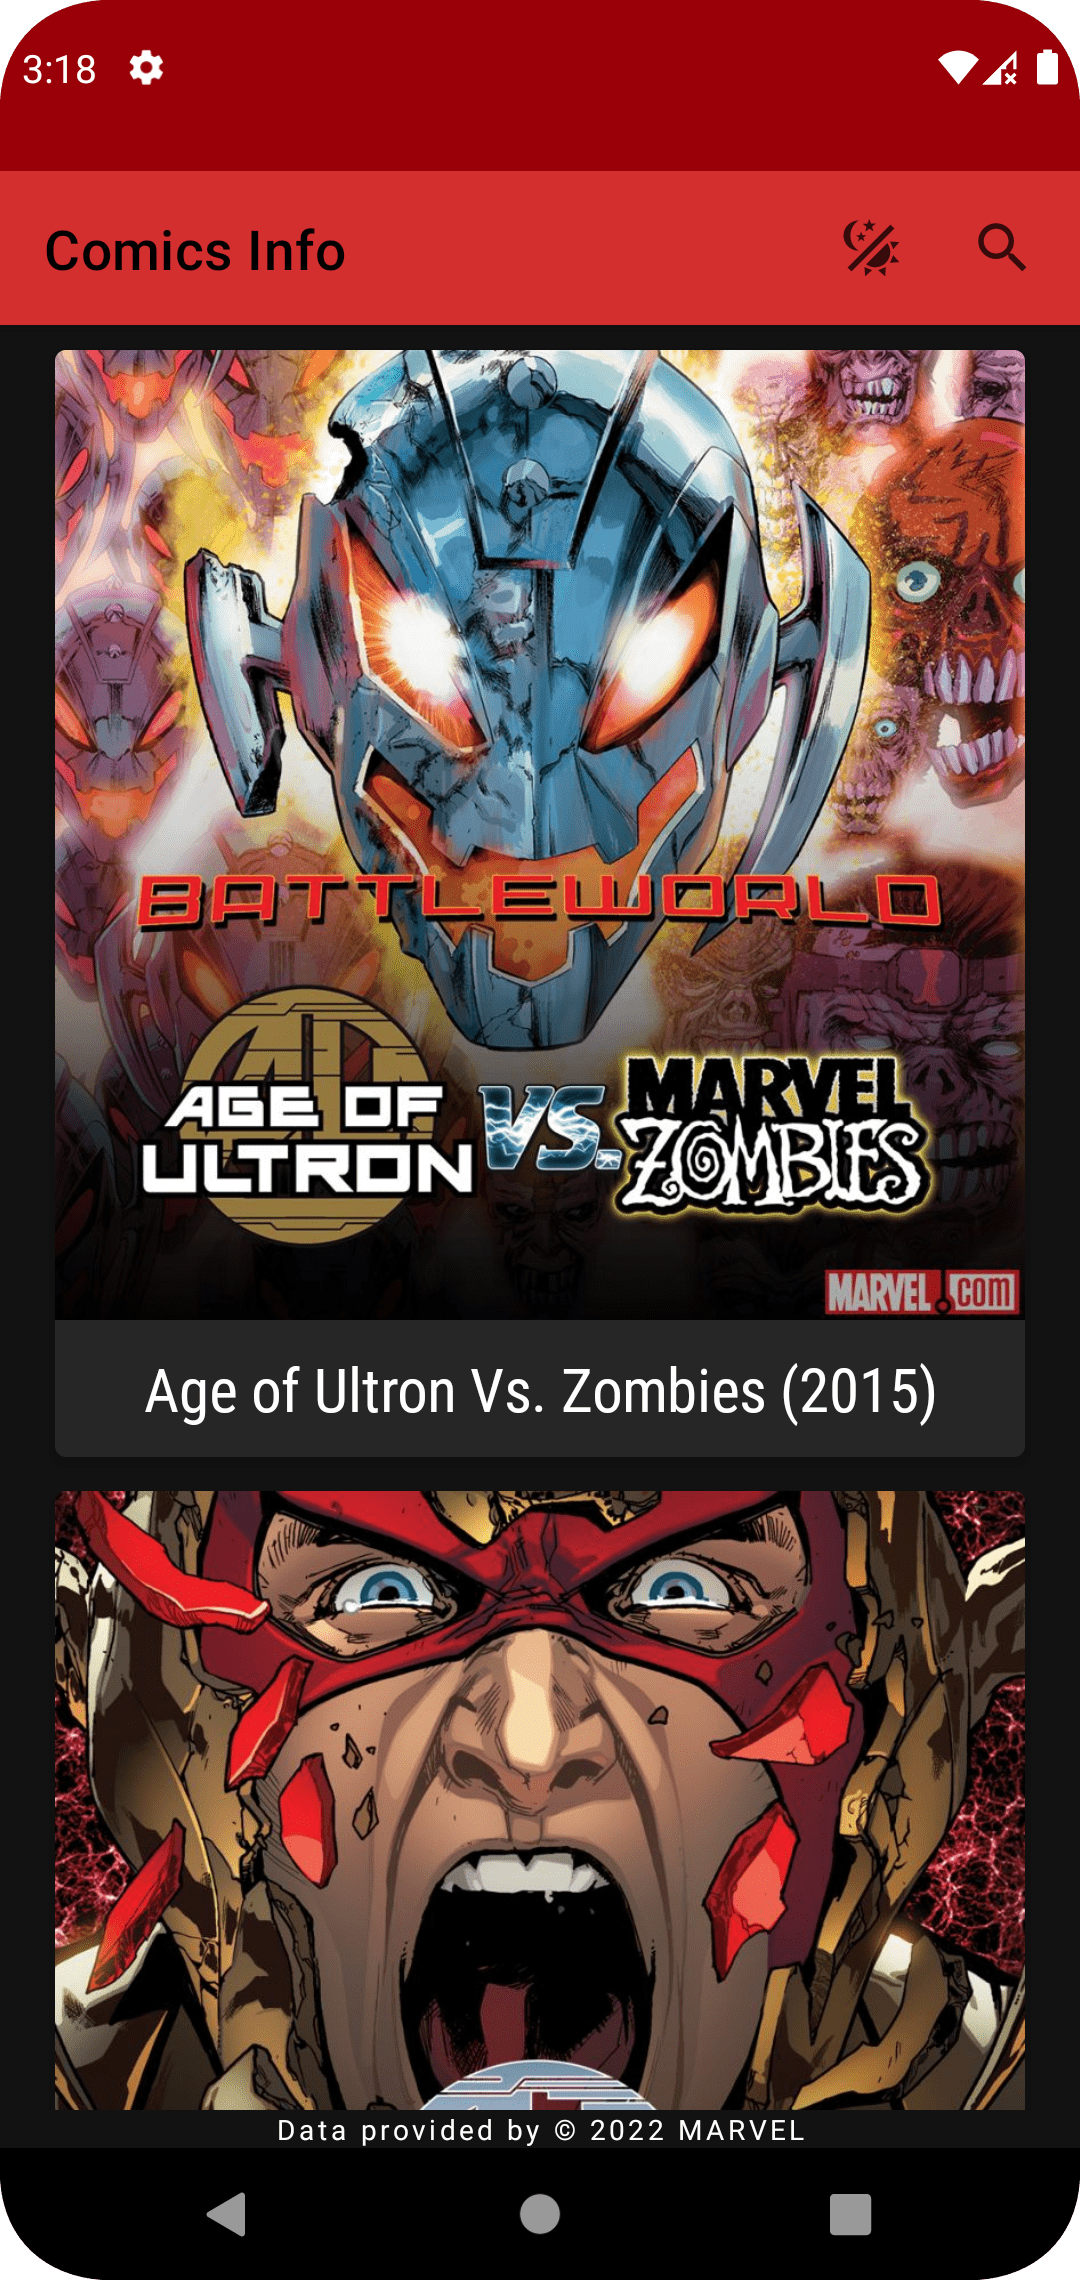 3:18
Comics Info
BATTLEWORLD
AGE OF
ULTRON
VS.
MARVEL
ZOMBIES
MARVEL.com
Age of Ultron Vs. Zombies (2015)
Data provided by © 2022 MARVEL